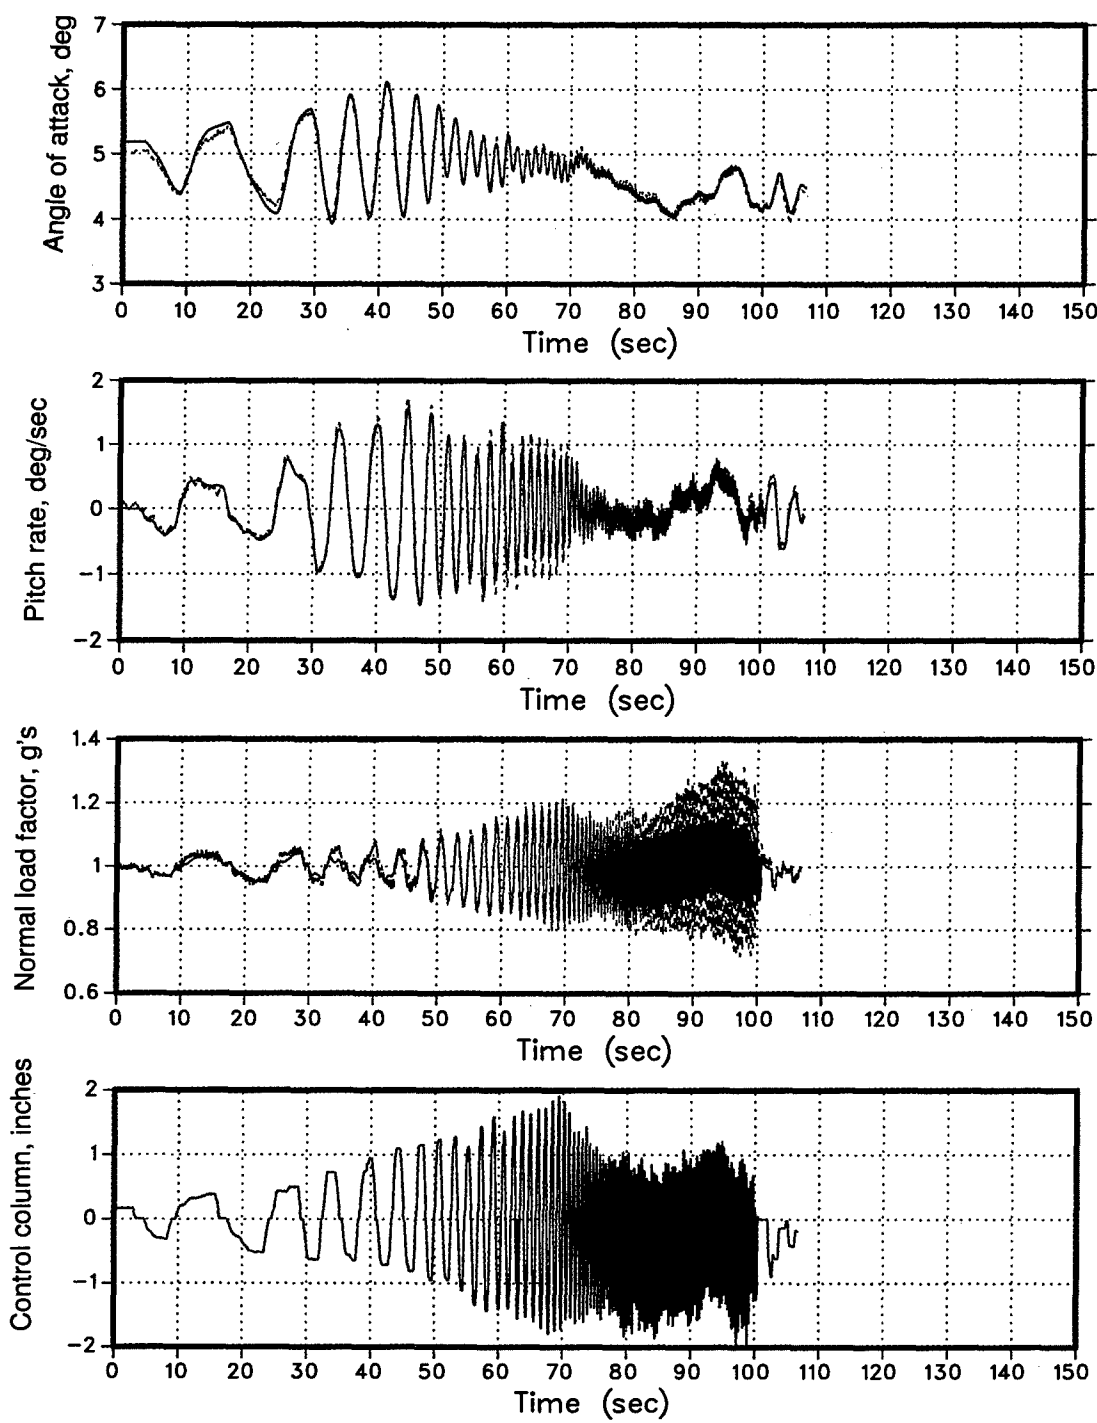 Angle of attack, deg
7
6
5
4
3
0 10 20 30 40 50 60 70 80 90 100 110 120 130 140 150
Time (sec)
Pitch rate, deg/sec
2
1
0
−1
−2
0 10 20 30 40 50 60 70 80 90 100 110 120 130 140 150
Time (sec)
Normal load factor, g's
1.4
1.2
1
0.8
0.6
0 10 20 30 40 50 60 70 80 90 100 110 120 130 140 150
Time (sec)
Control column, inches
2
1
0
−1
−2
0 10 20 30 40 50 60 70 80 90 100 110 120 130 140 150
Time (sec)